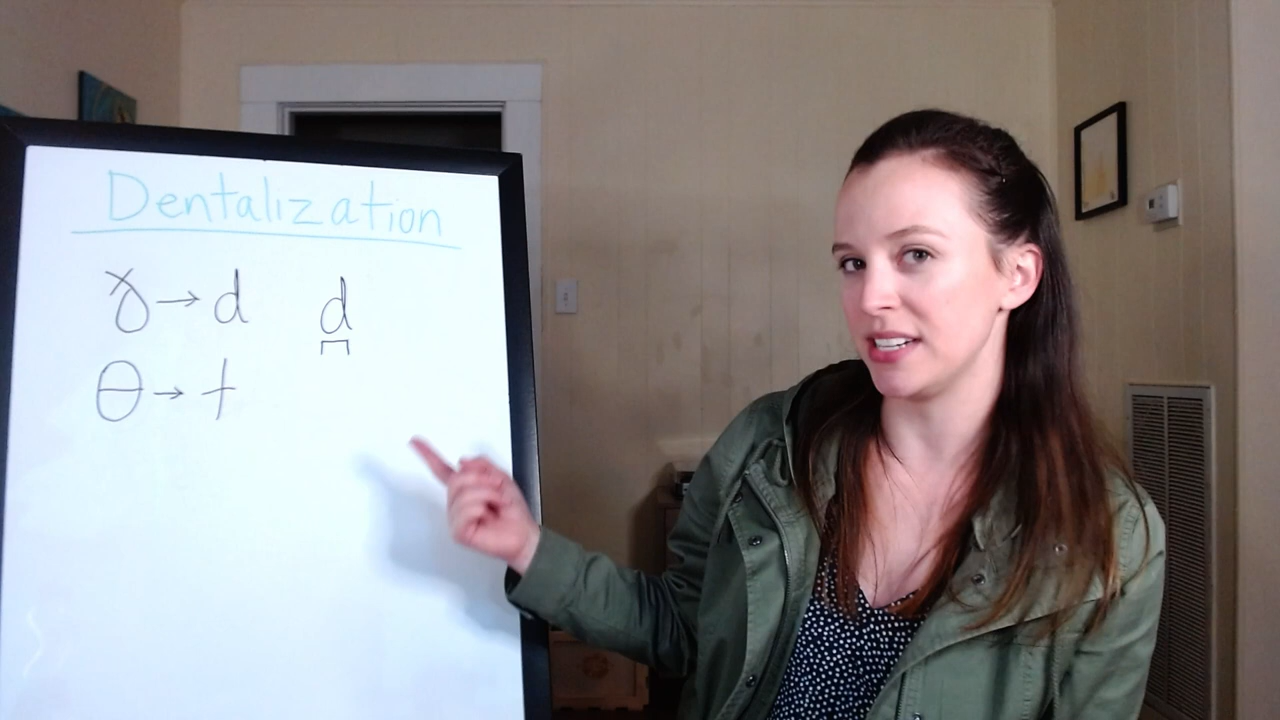 Dentalization
ɣ → d d̪
θ → t